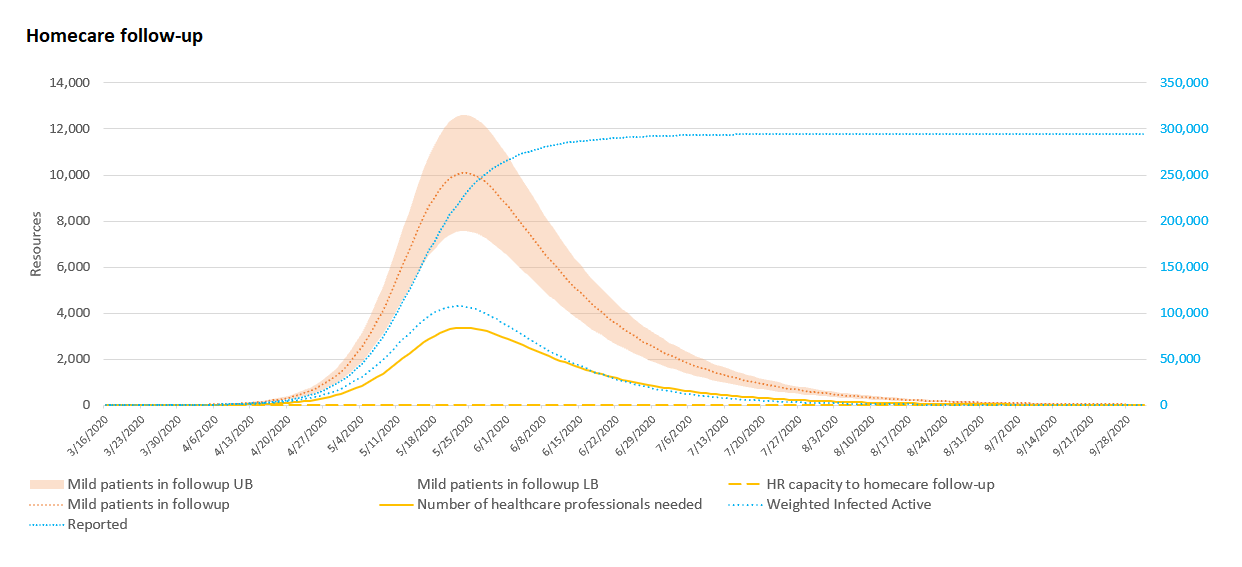 Homecare follow-up
14,000 350,000
12,000 300,000
10,000 250,000
8,000 200,000
6,000 150,000
4,000 100,000
2,000 50,000
0 0
Resources
3/16/2020 3/23/2020 3/30/2020 4/6/2020 4/13/2020 4/20/2020 4/27/2020 5/4/2020 5/11/2020 5/18/2020 5/25/2020 6/1/2020 6/8/2020 6/15/2020 6/22/2020 6/29/2020 7/6/2020 7/13/2020 7/20/2020 7/27/2020 8/3/2020 8/10/2020 8/17/2020 8/24/2020 8/31/2020 9/7/2020 9/14/2020 9/21/2020 9/28/2020
Mild patients in followup UB Mild patients in followup LB HR capacity to homecare follow-up
Mild patients in followup Number of healthcare professionals needed Weighted Infected Active
Reported